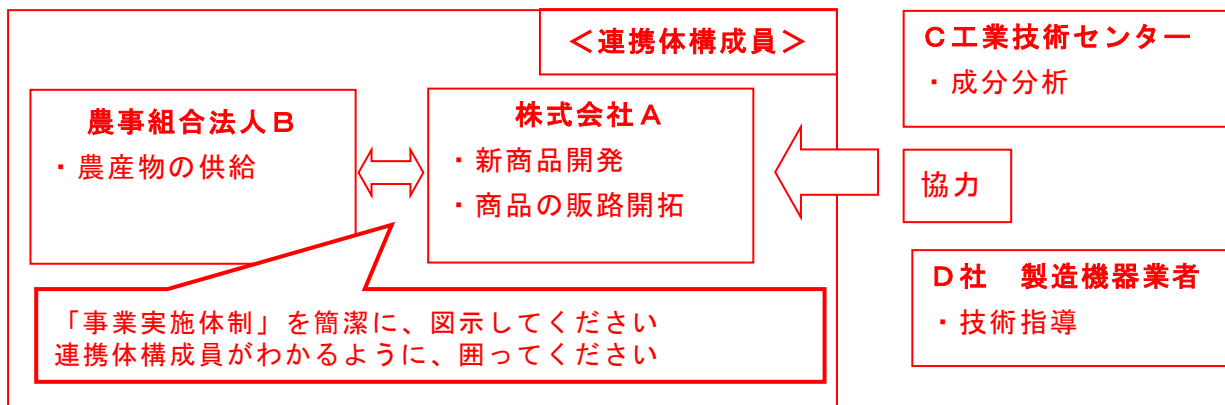 ＜連携体構成員＞
農事組合法人Ｂ
・農産物の供給
株式会社Ａ
・新商品開発
・商品の販路開拓
Ｃ工業技術センター
・成分分析
協力
Ｄ社　製造機器業者
・技術指導
「事業実施体制」を簡潔に、図示してください
連携体構成員がわかるように、囲ってください